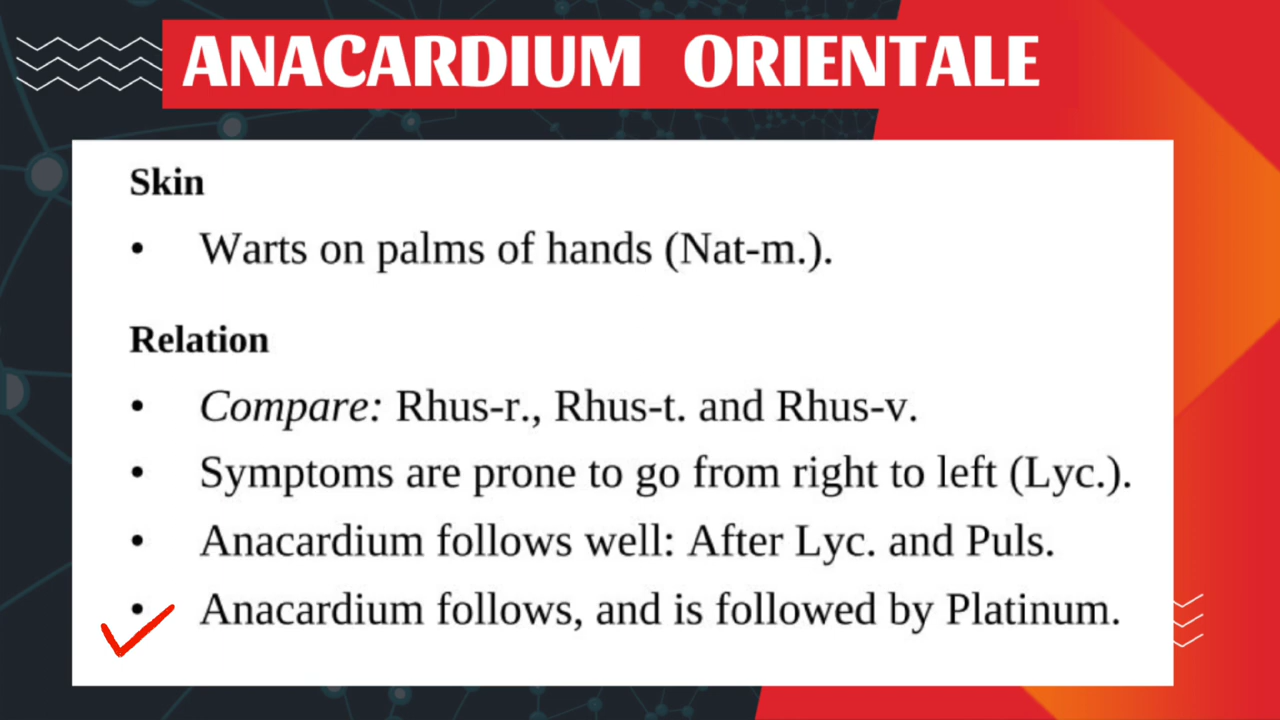 ANACARDIUM ORIENTALE
Skin
• Warts on palms of hands (Nat-m.).
Relation
• Compare: Rhus-r., Rhus-t. and Rhus-v.
• Symptoms are prone to go from right to left (Lyc.).
• Anacardium follows well: After Lyc. and Puls.
• Anacardium follows, and is followed by Platinum.